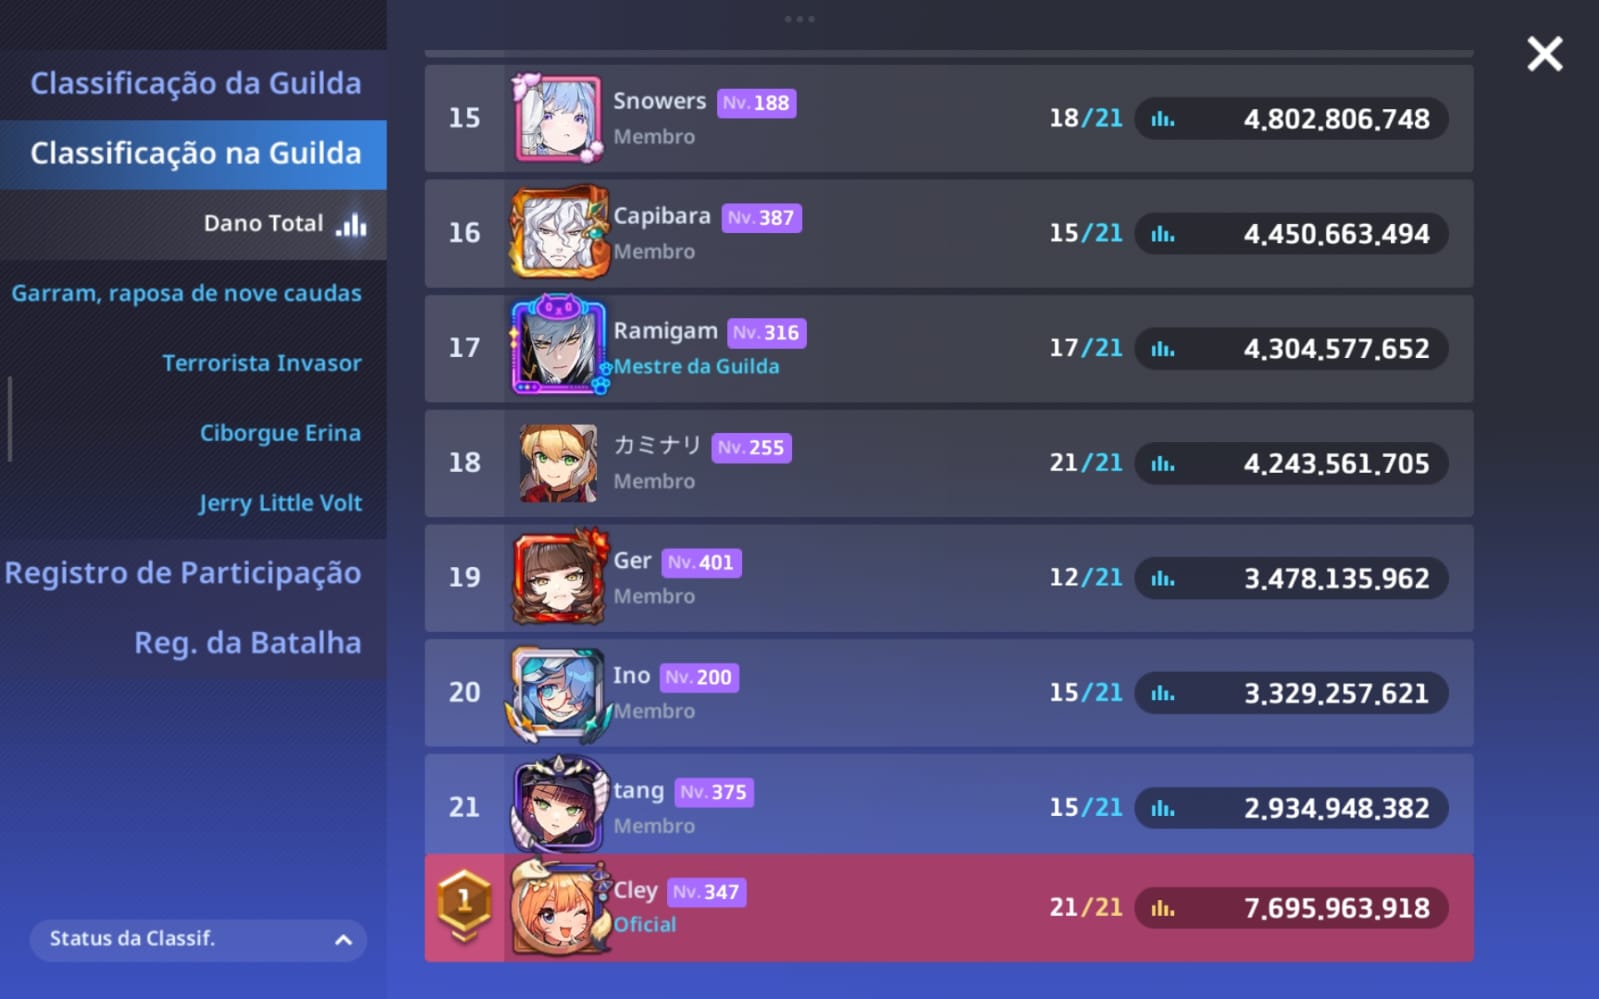 Classificação da Guilda
Classificação na Guilda
Dano Total
Garram, raposa de nove caudas
Terrorista Invasor
Ciborgue Erina
Jerry Little Volt
Registro de Participação
Reg. da Batalha
Status da Classif.
15 Snowers Nv.188 18/21 4.802.806.748
Membro
16 Capibara Nv.387 15/21 4.450.663.494
Membro
17 Ramigam Nv.316 17/21 4.304.577.652
Mestre da Guilda
18 カミナリ Nv.255 21/21 4.243.561.705
Membro
19 Ger Nv.401 12/21 3.478.135.962
Membro
20 Ino Nv.200 15/21 3.329.257.621
Membro
21 tang Nv.375 15/21 2.934.948.382
Membro
1 Cley Nv.347 21/21 7.695.963.918
Oficial